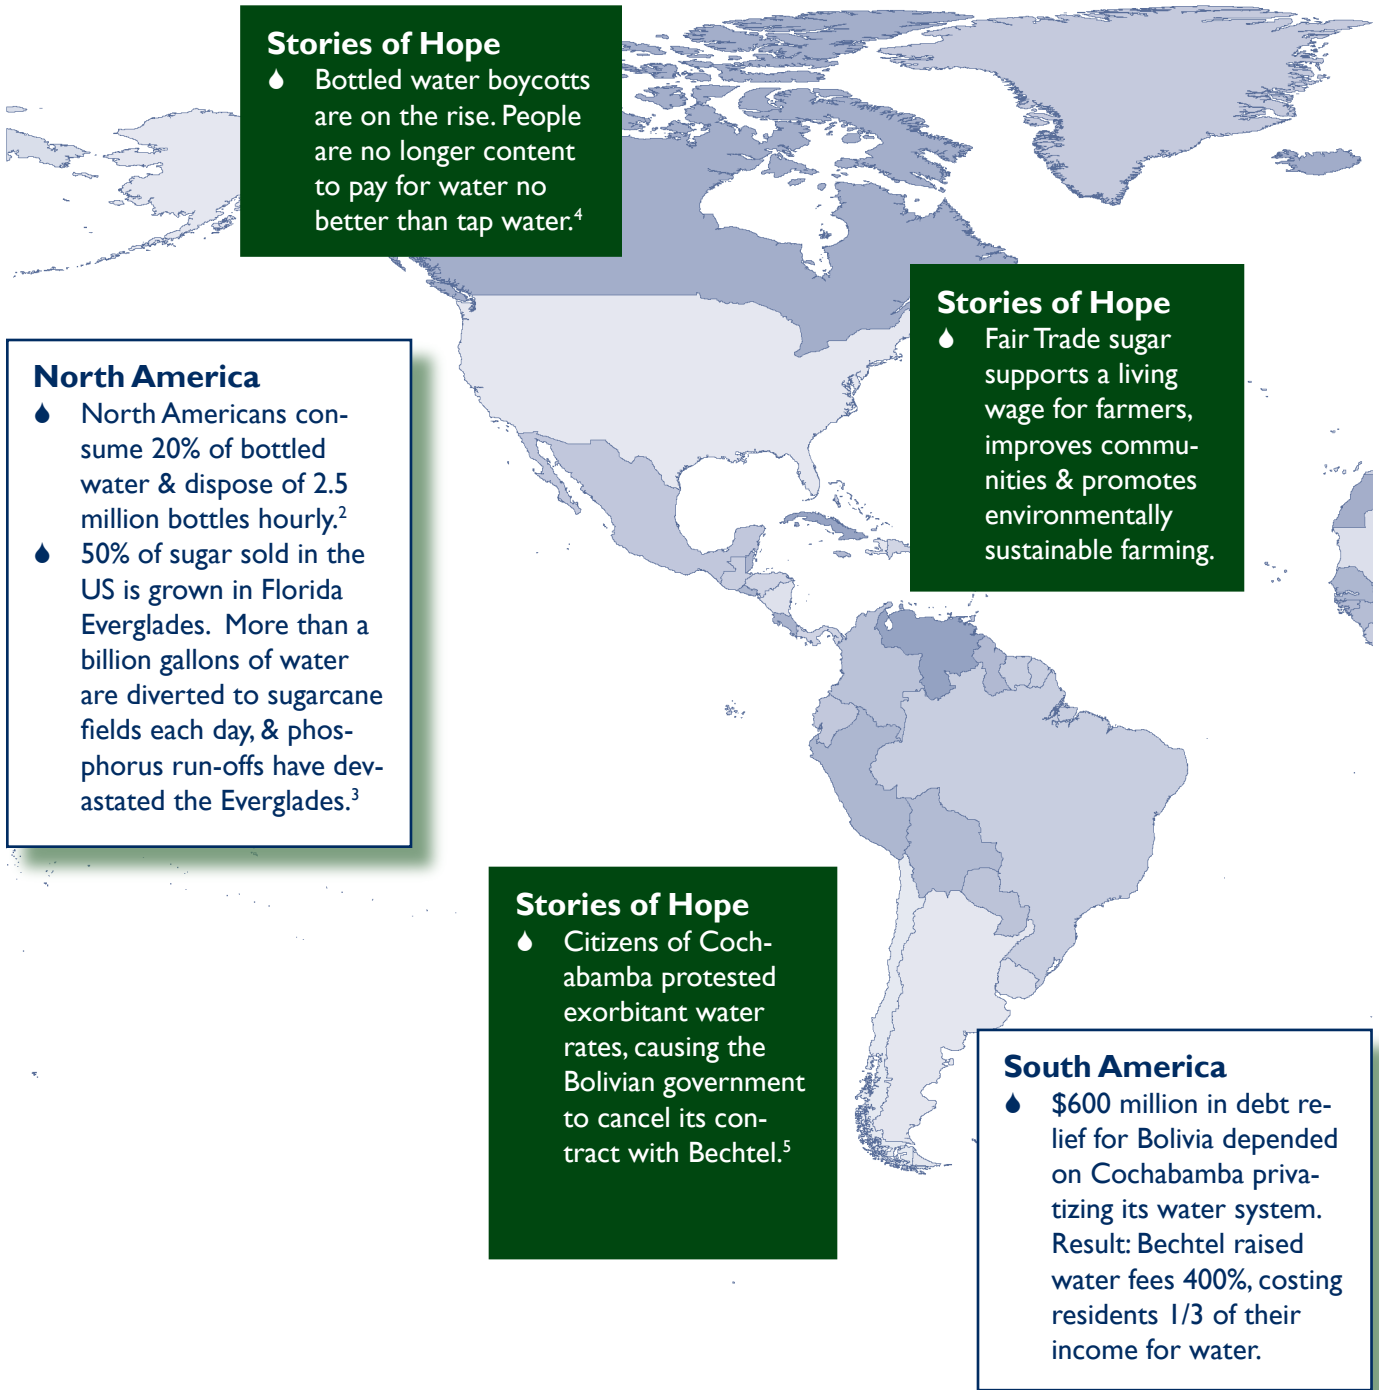 Stories of Hope
Bottled water boycotts
are on the rise. People
are no longer content
to pay for water no
better than tap water.4
Stories of Hope
Fair Trade sugar
supports a living
wage for farmers,
improves commu-
nities & promotes
environmentally
sustainable farming.
North America
North Americans con-
sume 20% of bottled
water & dispose of 2.5
million bottles hourly.2
50% of sugar sold in the
US is grown in Florida
Everglades. More than a
billion gallons of water
are diverted to sugarcane
fields each day, & phos-
phorus run-offs have dev-
astated the Everglades.3
Stories of Hope
Citizens of Coch-
abamba protested
exorbitant water
rates, causing the
Bolivian government
to cancel its con-
tract with Bechtel.5
South America
$600 million in debt re-
lief for Bolivia depended
on Cochabamba priva-
tizing its water system.
Result: Bechtel raised
water fees 400%, costing
residents 1/3 of their
income for water.